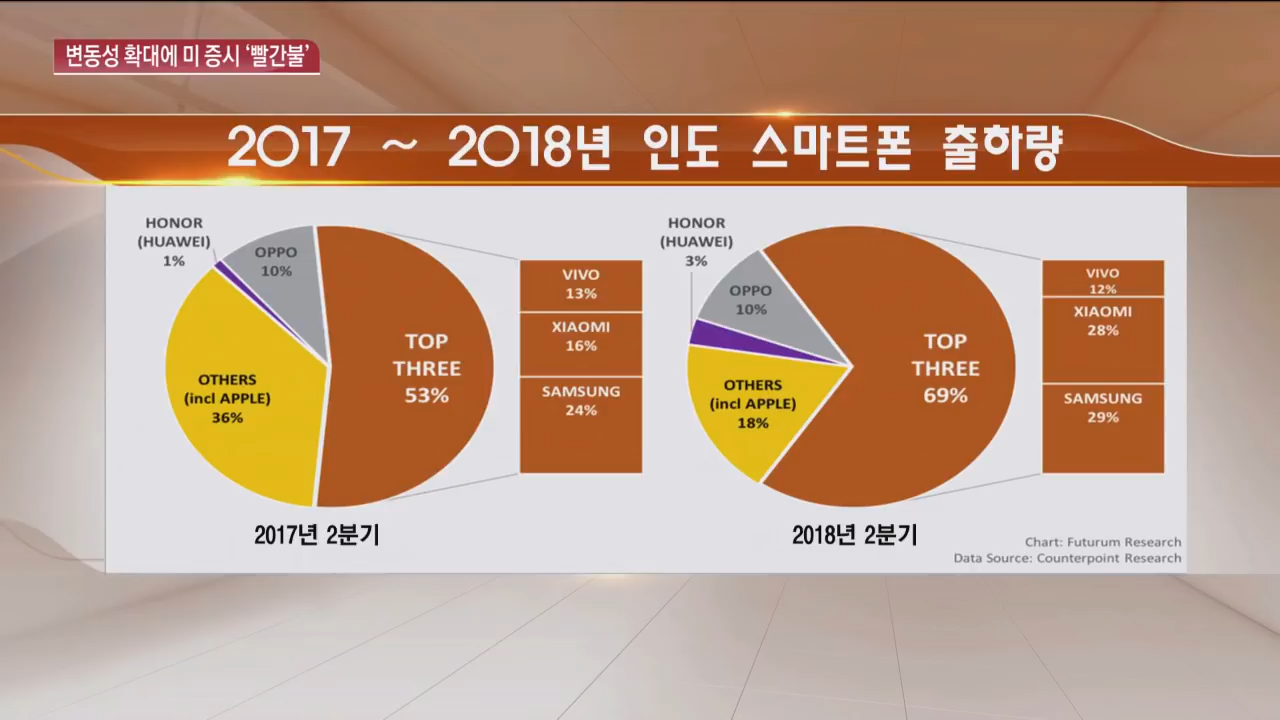 변동성 확대에 미 증시 ‘빨간불’
2017 ~ 2018년 인도 스마트폰 출하량
HONOR
(HUAWEI)
1%
OPPO
10%
TOP
THREE
53%
OTHERS
(incl APPLE)
36%
VIVO
13%
XIAOMI
16%
SAMSUNG
24%
2017년 2분기
HONOR
(HUAWEI)
3%
OPPO
10%
TOP
THREE
69%
OTHERS
(incl APPLE)
18%
VIVO
12%
XIAOMI
28%
SAMSUNG
29%
2018년 2분기
Chart: Futurum Research
Data Source: Counterpoint Research